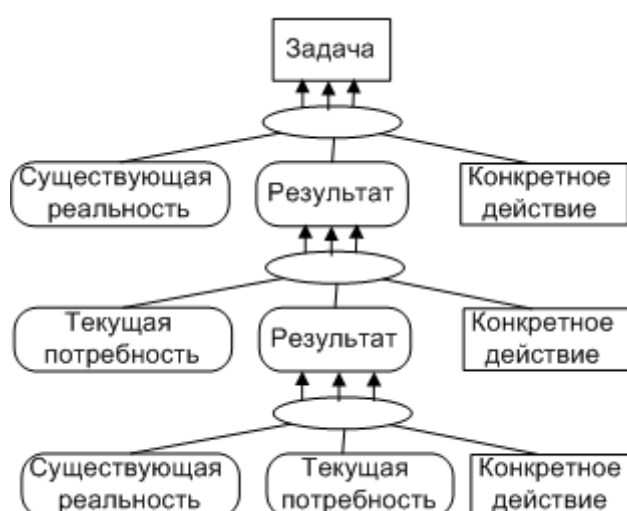 Задача
Существующая
реальность
Результат
Конкретное
действие
Текущая
потребность
Результат
Конкретное
действие
Существующая
реальность
Текущая
потребность
Конкретное
действие